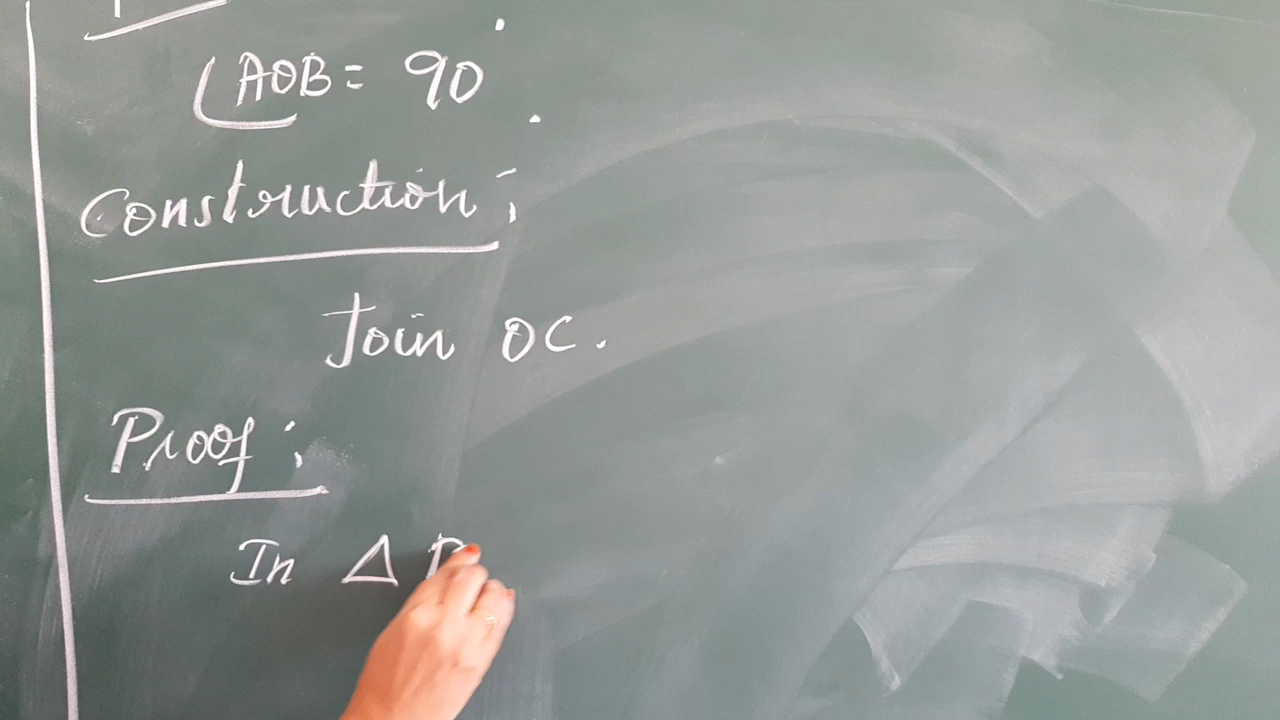 ∠AOB = 90
Construction :
Join OC.
Proof :
In Δ